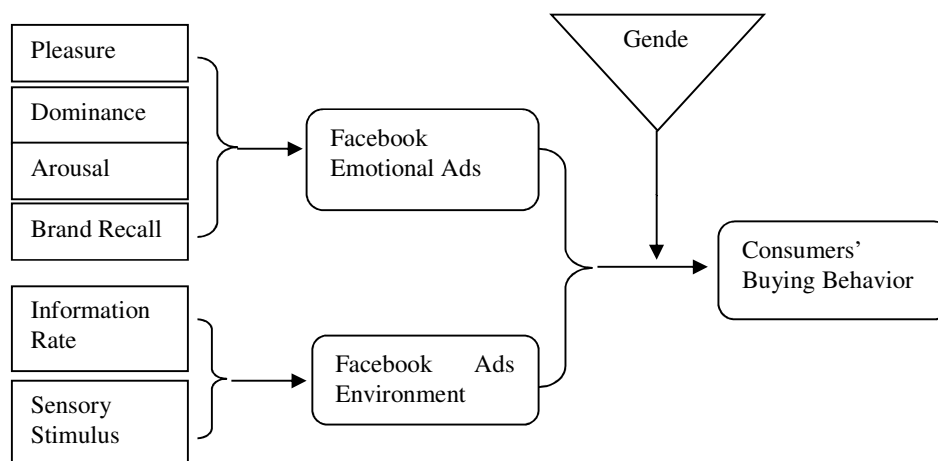 Pleasure
Dominance
Arousal
Brand Recall
Information
Rate
Sensory
Stimulus
Facebook
Emotional Ads
Facebook Ads
Environment
Gende
Consumers’
Buying Behavior